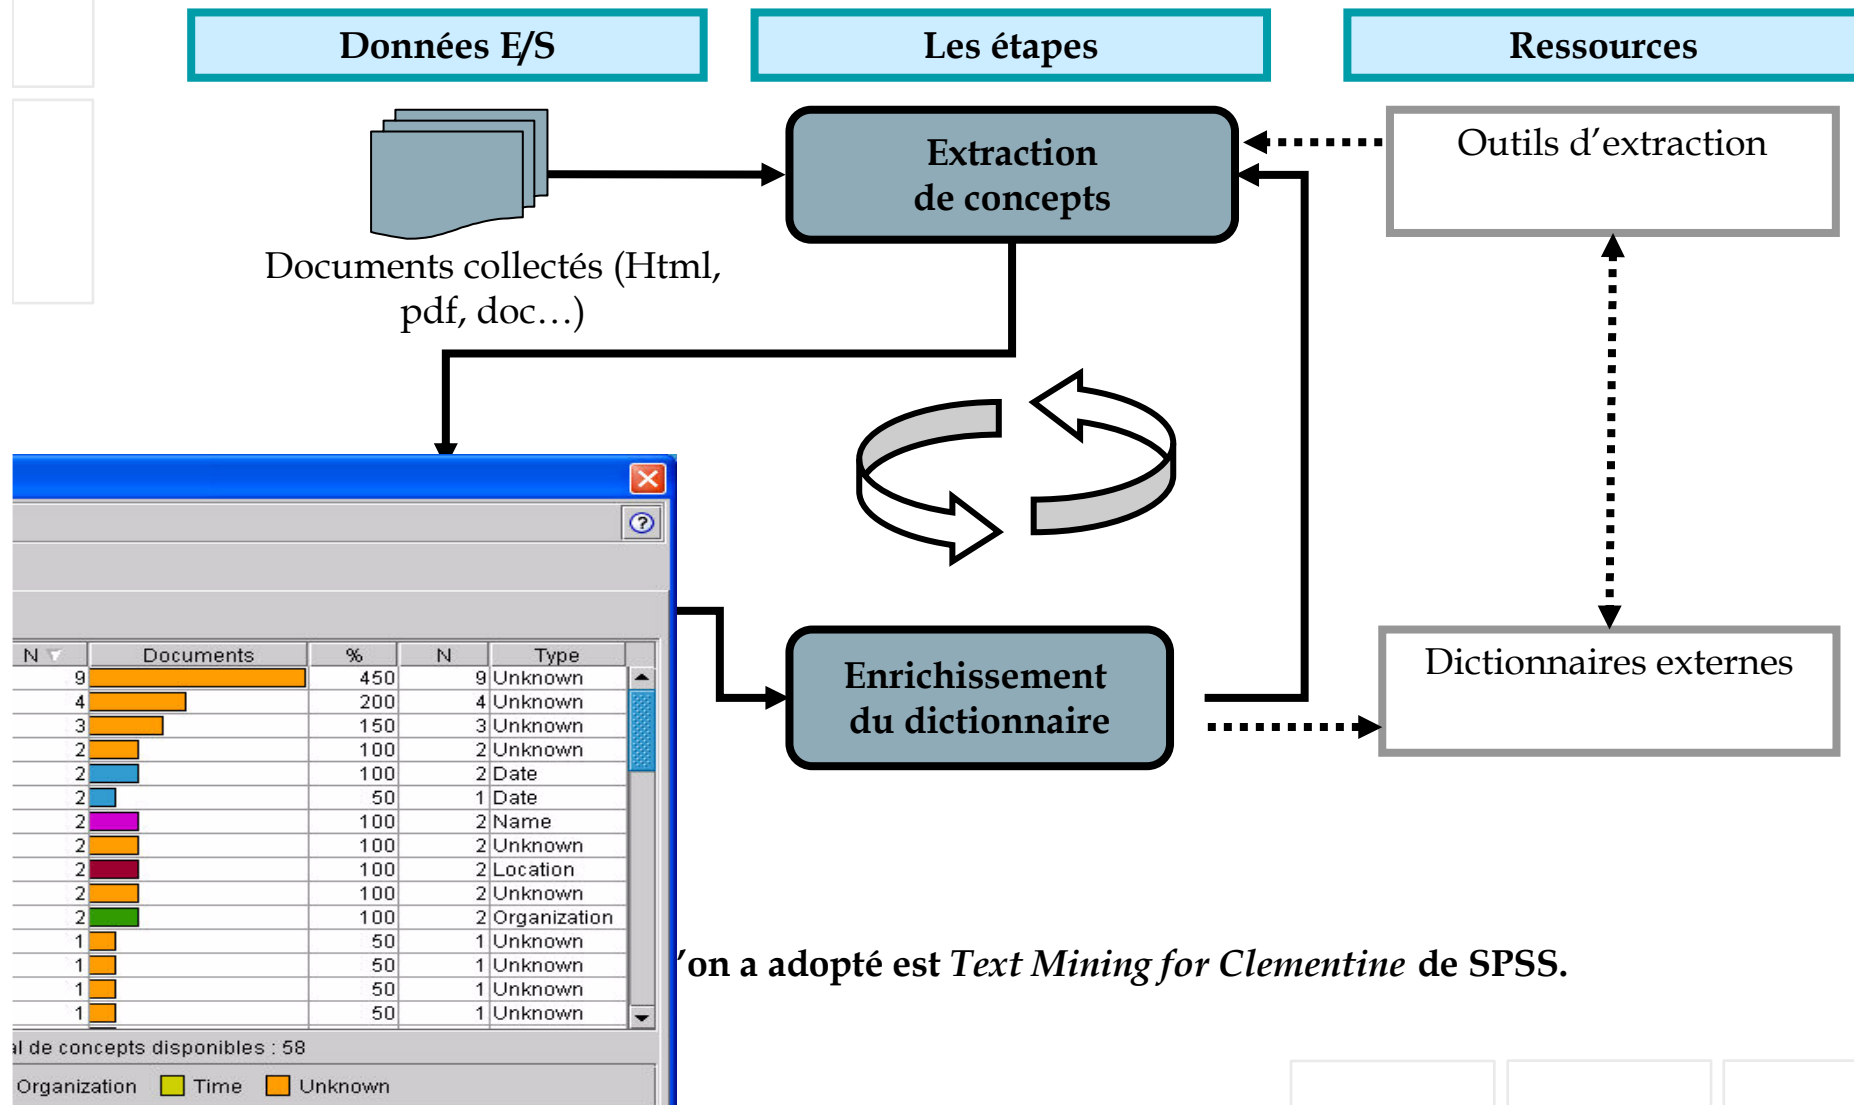 Données E/S
Les étapes
Ressources
Extraction
de concepts
Outils d'extraction
Documents collectés (Html,
pdf, doc…)
N Documents % N Type
9 450 9 Unknown
4 200 4 Unknown
3 150 3 Unknown
2 100 2 Unknown
2 100 2 Date
2 50 1 Date
2 100 2 Name
2 100 2 Unknown
2 100 2 Location
2 100 2 Unknown
2 100 2 Organization
1 50 1 Unknown
1 50 1 Unknown
1 50 1 Unknown
1 50 1 Unknown
al de concepts disponibles : 58
Organization Time Unknown
Enrichissement
du dictionnaire
Dictionnaires externes
'on a adopté est Text Mining for Clementine de SPSS.